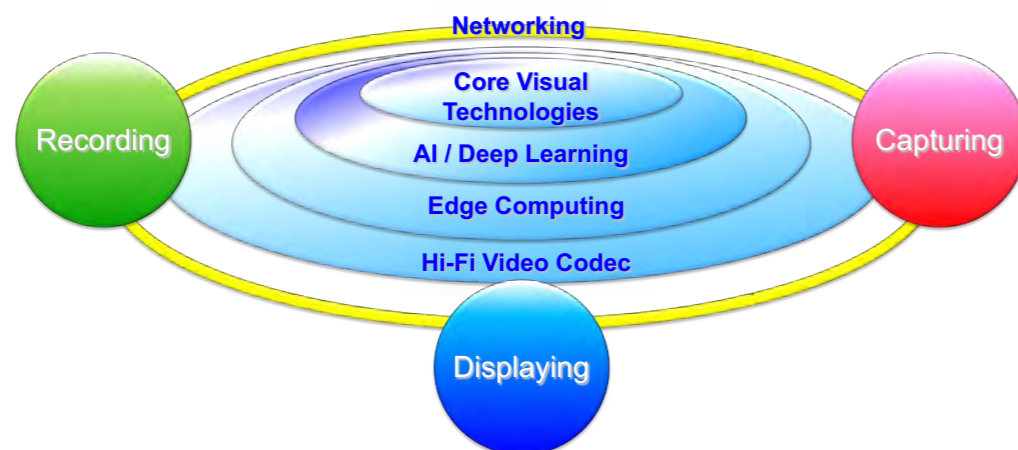 Networking
Core Visual
Technologies
Recording
Capturing
AI / Deep Learning
Edge Computing
Hi-Fi Video Codec
Displaying